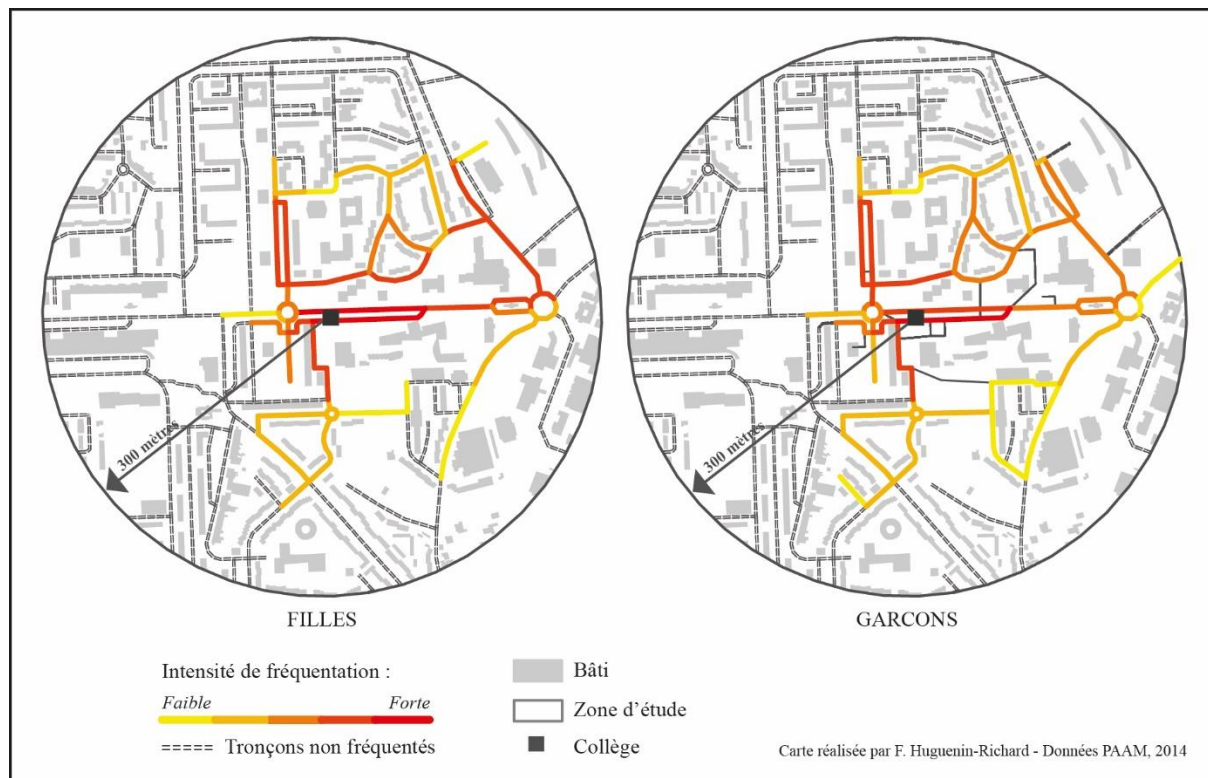 300 mètres
300 mètres
FILLES
GARCONS
Intensité de fréquentation :
Faible
Forte
Tronçons non fréquentés
Bâti
Zone d'étude
Collège
Carte réalisée par F. Huguenin-Richard - Données PAAM, 2014